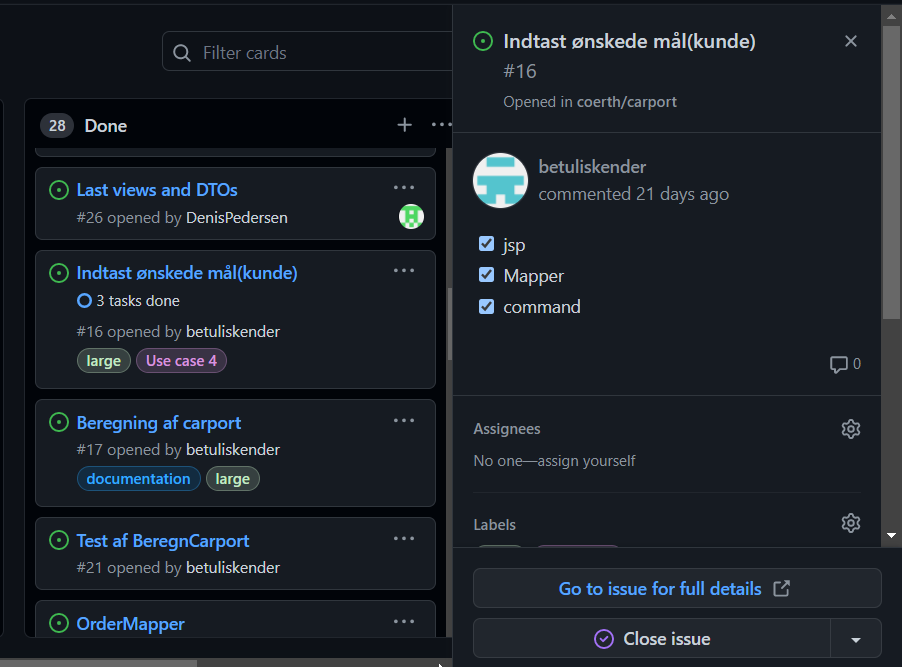 Filter cards
28 Done
Last views and DTOs
#26 opened by DenisPedersen
Indtast ønskede mål(kunde)
3 tasks done
#16 opened by betuliskender
large Use case 4
Beregning af carport
#17 opened by betuliskender
documentation large
Test af BeregnCarport
#21 opened by betuliskender
OrderMapper
Indtast ønskede mål(kunde)
#16
Opened in coerth/carport
betuliskender
commented 21 days ago
jsp
Mapper
command
0
Assignees
No one—assign yourself
Labels
Go to issue for full details
Close issue